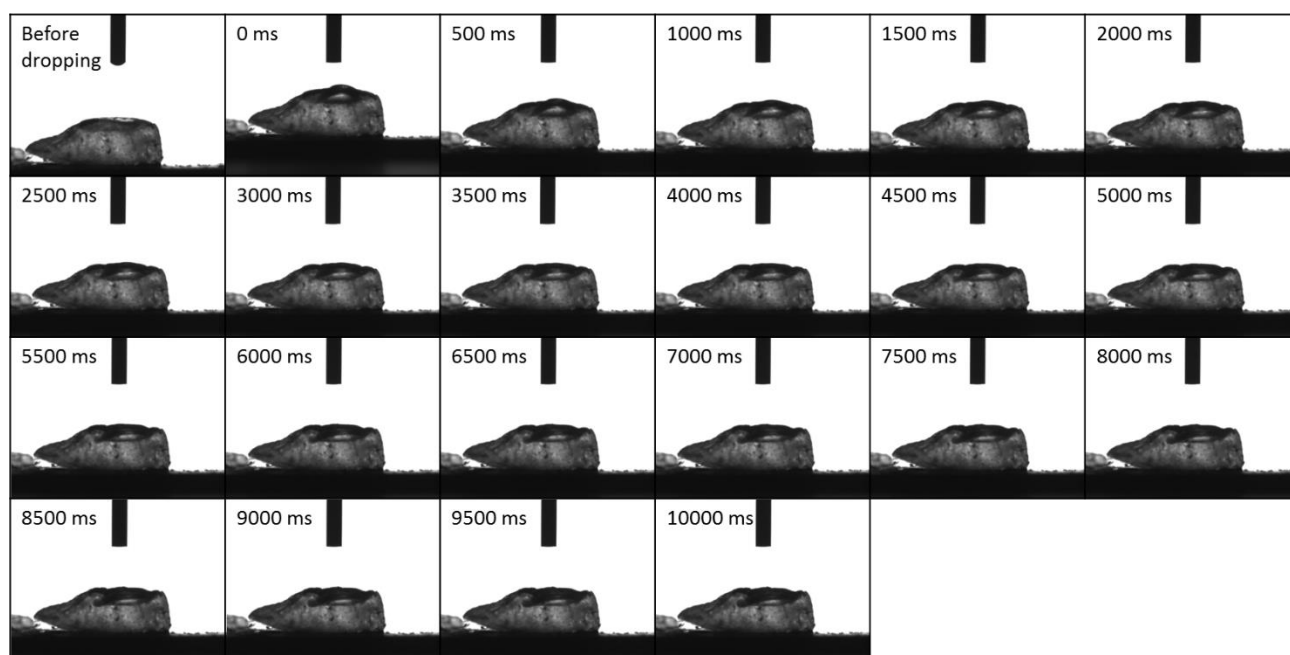 Before
dropping
0 ms
500 ms
1000 ms
1500 ms
2000 ms
2500 ms
3000 ms
3500 ms
4000 ms
4500 ms
5000 ms
5500 ms
6000 ms
6500 ms
7000 ms
7500 ms
8000 ms
8500 ms
9000 ms
9500 ms
10000 ms